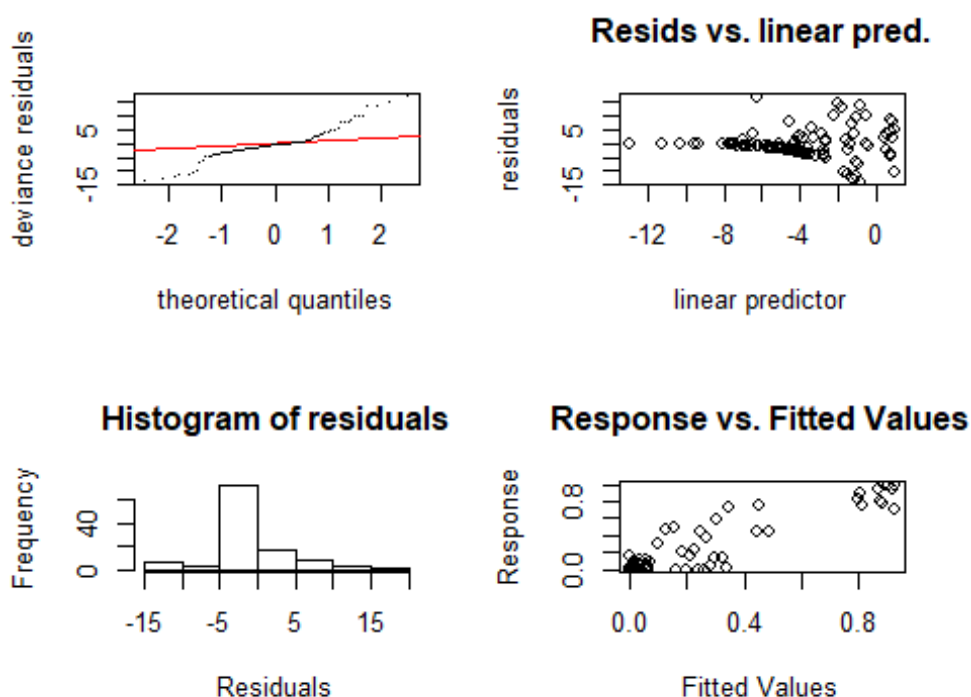 deviance residuals
5
-15
-2 -1 0 1 2
theoretical quantiles
Resids vs. linear pred.
residuals
5
-15
-12 -8 -4 0
linear predictor
Histogram of residuals
Frequency
40
0
-15 -5 5 15
Residuals
Response vs. Fitted Values
Response
0.8
0.0
0.0 0.4 0.8
Fitted Values